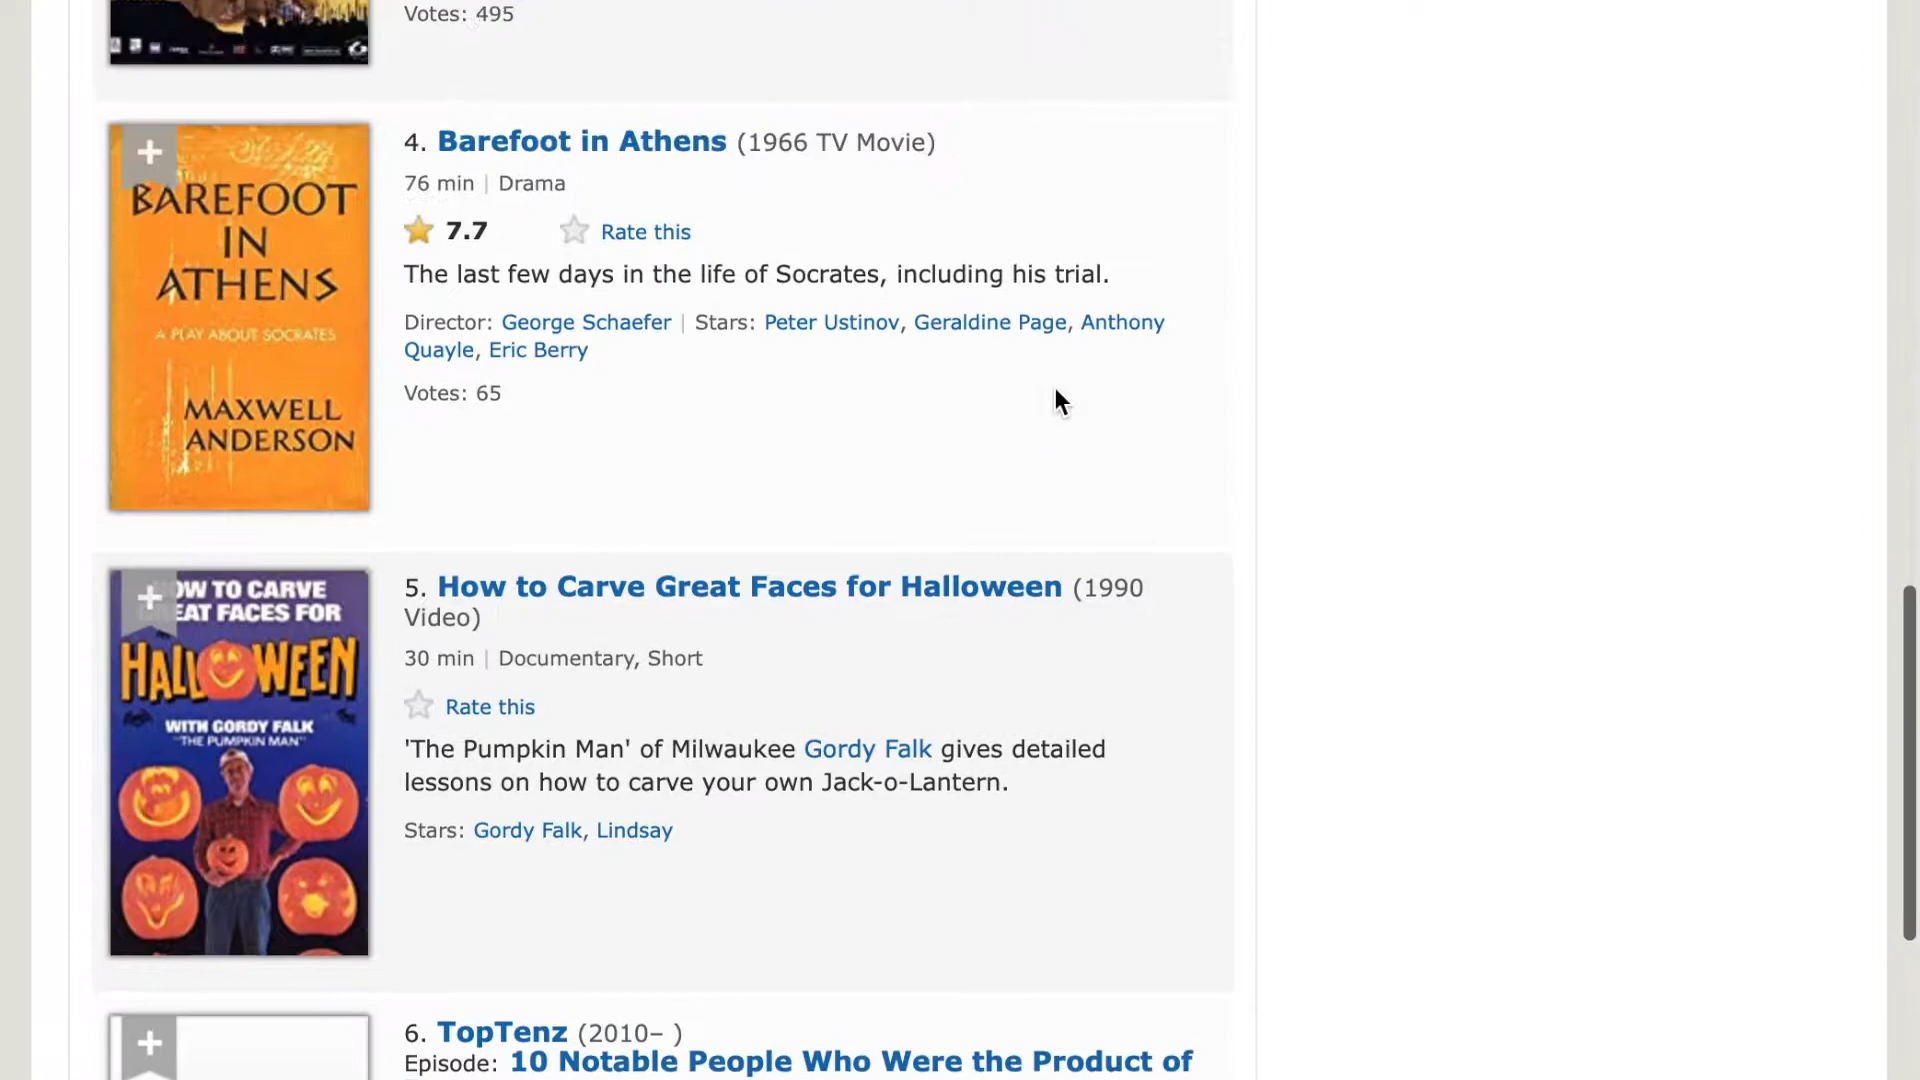 Votes: 495
4. Barefoot in Athens (1966 TV Movie)
76 min | Drama
7.7 Rate this
The last few days in the life of Socrates, including his trial.
Director: George Schaefer | Stars: Peter Ustinov, Geraldine Page, Anthony
Quayle, Eric Berry
Votes: 65
BAREFOOT
IN
ATHENS
A PLAY ABOUT SOCRATES
MAXWELL
ANDERSON
5. How to Carve Great Faces for Halloween (1990
Video)
30 min | Documentary, Short
Rate this
'The Pumpkin Man' of Milwaukee Gordy Falk gives detailed
lessons on how to carve your own Jack-o-Lantern.
Stars: Gordy Falk, Lindsay
OW TO CARVE
EAT FACES FOR
HALLOWEEN
WITH GORDY FALK
"THE PUMPKIN MAN"
6. TopTenz (2010– )
Episode: 10 Notable People Who Were the Product of